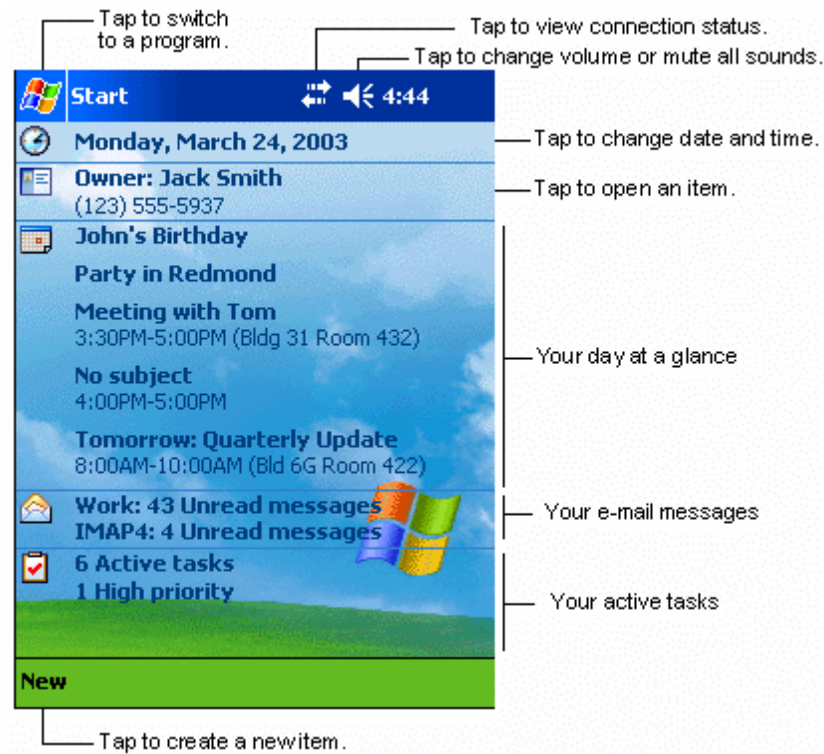 Tap to switch
to a program.
Tap to view connection status.
Tap to change volume or mute all sounds.
Start
4:44
Monday, March 24, 2003
Tap to change date and time.
Owner: Jack Smith
(123) 555-5937
Tap to open an item.
John's Birthday
Party in Redmond
Meeting with Tom
3:30PM-5:00PM (Bldg 31 Room 432)
No subject
4:00PM-5:00PM
Tomorrow: Quarterly Update
8:00AM-10:00AM (Bld 6G Room 422)
Your day at a glance
Work: 43 Unread messages
IMAP4: 4 Unread messages
Your e-mail messages
6 Active tasks
1 High priority
Your active tasks
New
Tap to create a new item.